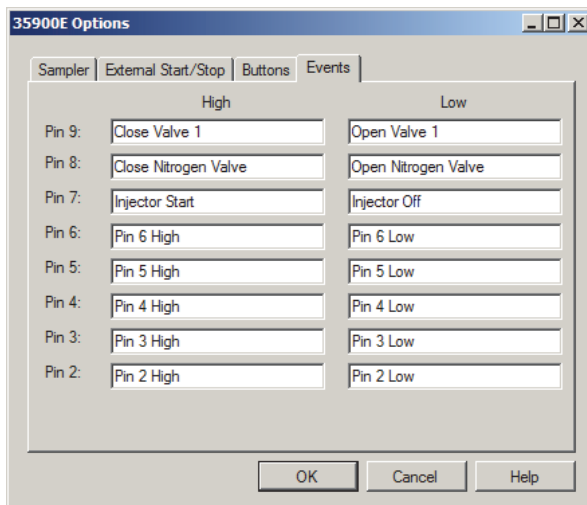 35900E Options
Sampler External Start/Stop Buttons Events
High Low
Pin 9: Close Valve 1 Open Valve 1
Pin 8: Close Nitrogen Valve Open Nitrogen Valve
Pin 7: Injector Start Injector Off
Pin 6: Pin 6 High Pin 6 Low
Pin 5: Pin 5 High Pin 5 Low
Pin 4: Pin 4 High Pin 4 Low
Pin 3: Pin 3 High Pin 3 Low
Pin 2: Pin 2 High Pin 2 Low
OK Cancel Help